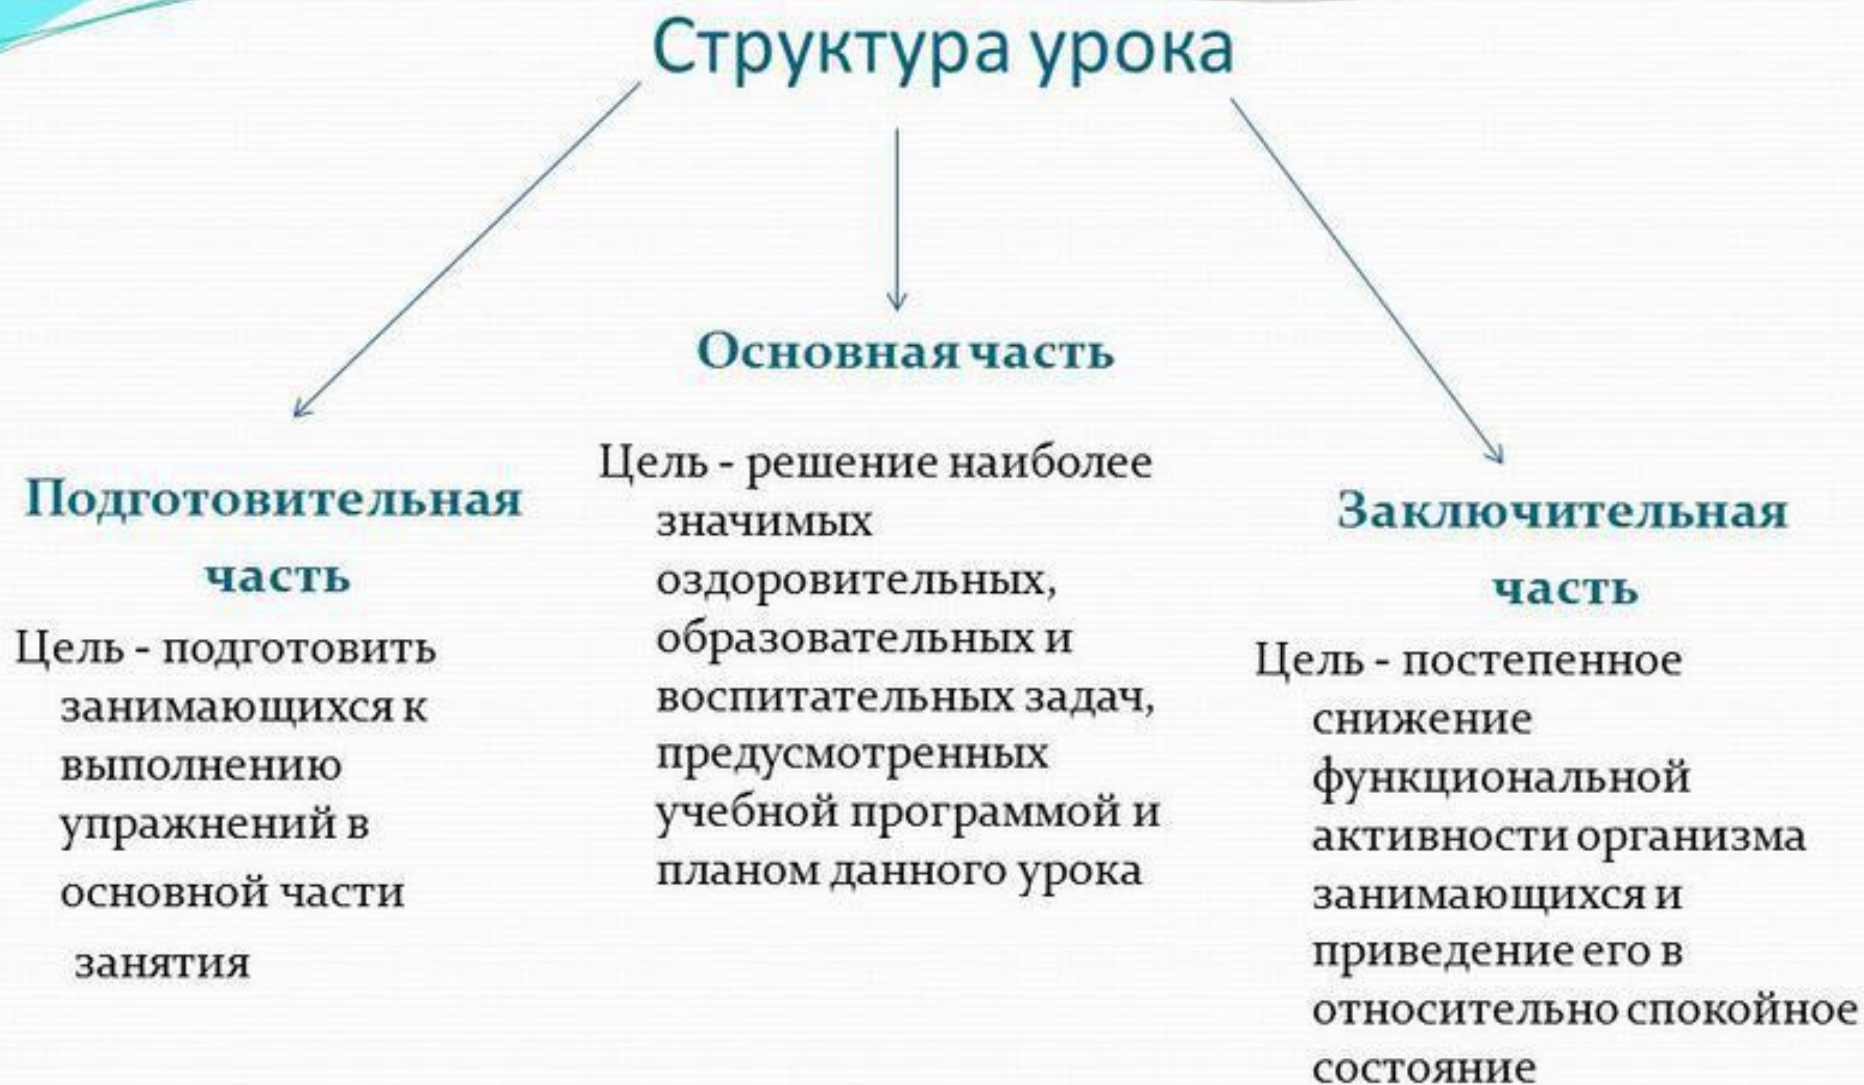 Структура урока
Подготовительная
часть
Цель - подготовить
занимающихся к
выполнению
упражнений в
основной части
занятия
Основная часть
Цель - решение наиболее
значимых
оздоровительных,
образовательных и
воспитательных задач,
предусмотренных
учебной программой и
планом данного урока
Заключительная
часть
Цель - постепенное
снижение
функциональной
активности организма
занимающихся и
приведение его в
относительно спокойное
состояние